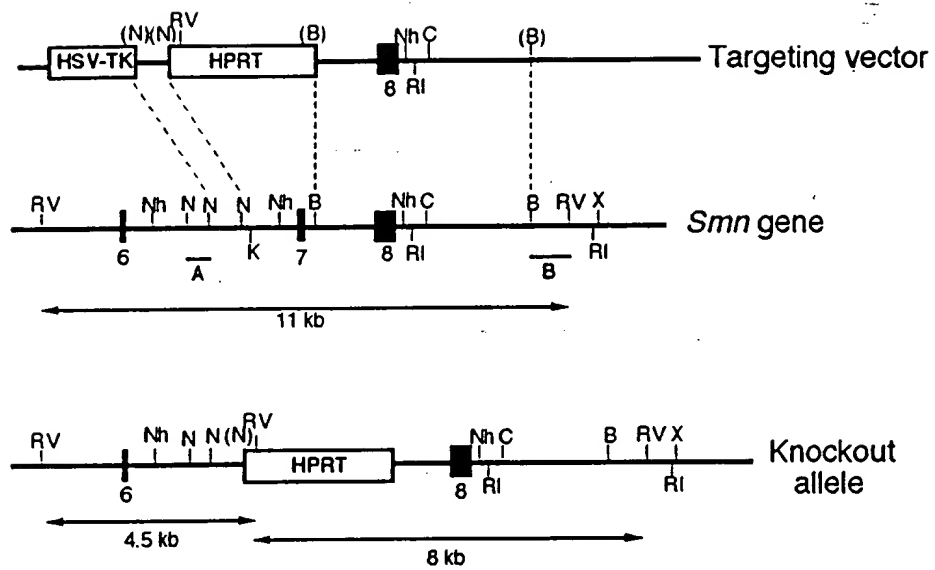 RV
(N)(N) (B) Nh C (B)
HSV-TK HPRT Targeting vector
8 RI
RV Nh N N N Nh B Nh C B RV X
Smn gene
6 K 7 8 RI RI
A B
11 kb
RV
RV Nh N N (N) Nh C B RV X
HPRT Knockout
allele
6 8 RI RI
4.5 kb 8 kb